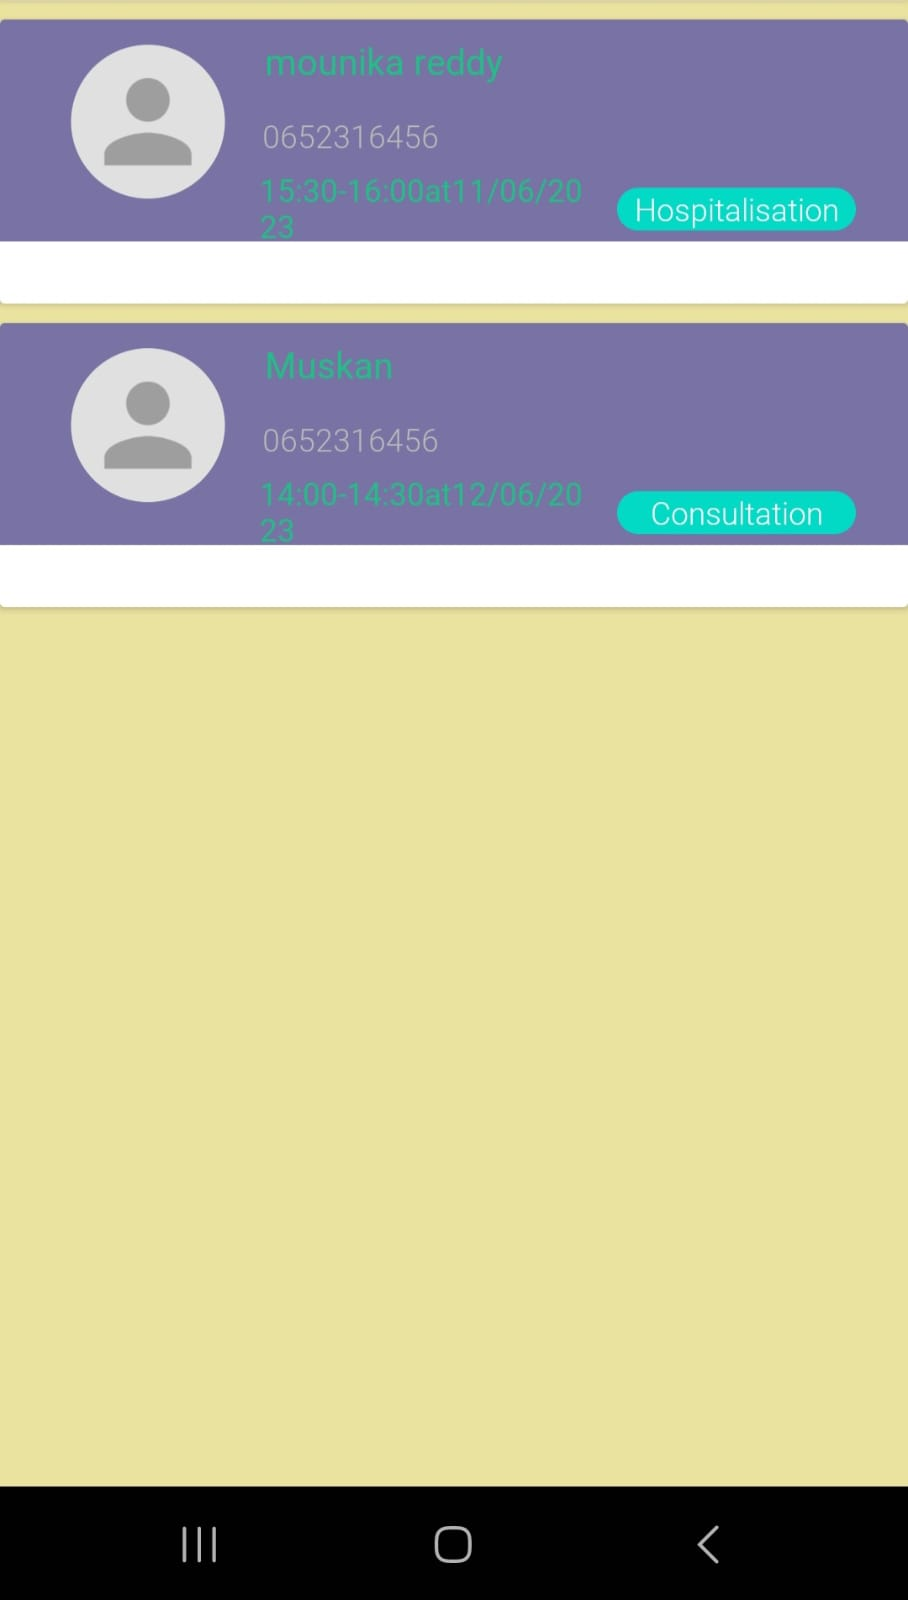 mounika reddy
0652316456
15:30-16:00at11/06/20
23
Hospitalisation
Muskan
0652316456
14:00-14:30at12/06/20
23
Consultation